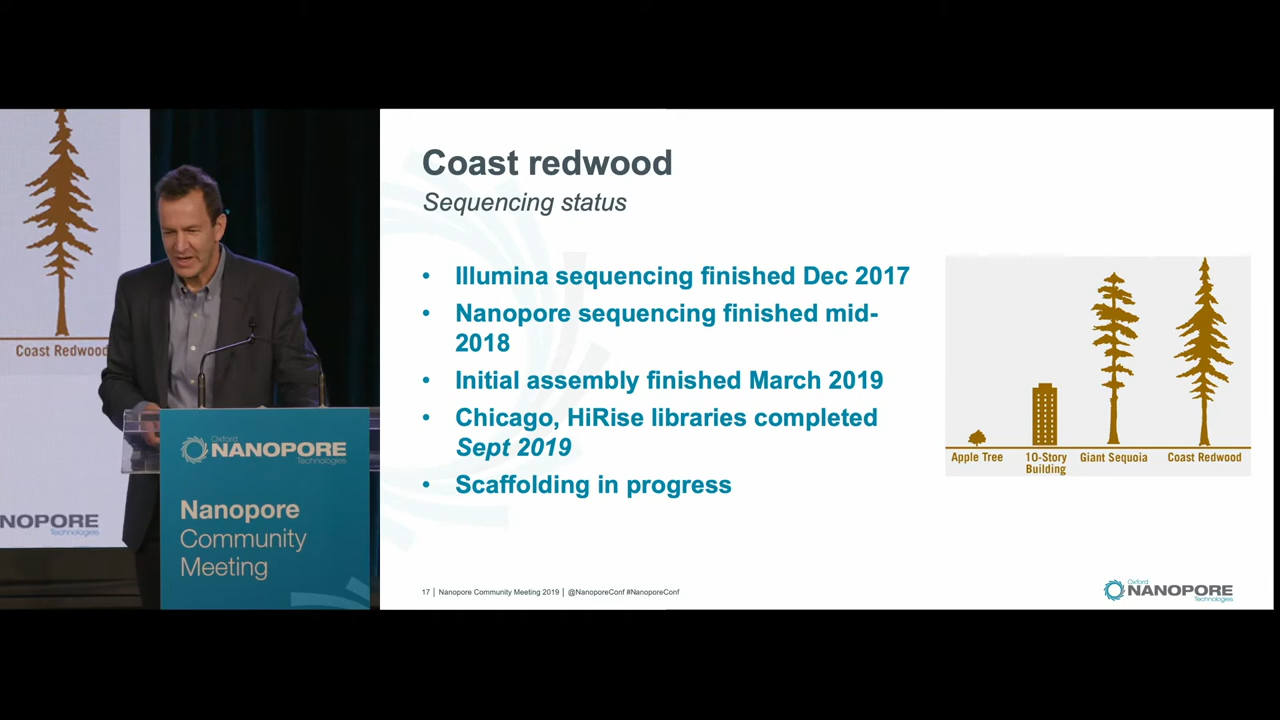 Coast redwood
Sequencing status
• Illumina sequencing finished Dec 2017
• Nanopore sequencing finished mid-
2018
• Initial assembly finished March 2019
• Chicago, HiRise libraries completed
Sept 2019
• Scaffolding in progress
Apple Tree
10-Story
Building
Giant Sequoia
Coast Redwood
17 | Nanopore Community Meeting 2019 | @NanoporeConf #NanoporeConf
Oxford
NANOPORE
Technologies
Coast Redwood
NOPORE
Technologies
Oxford
NANOPORE
Technologies
Nanopore
Community
Meeting